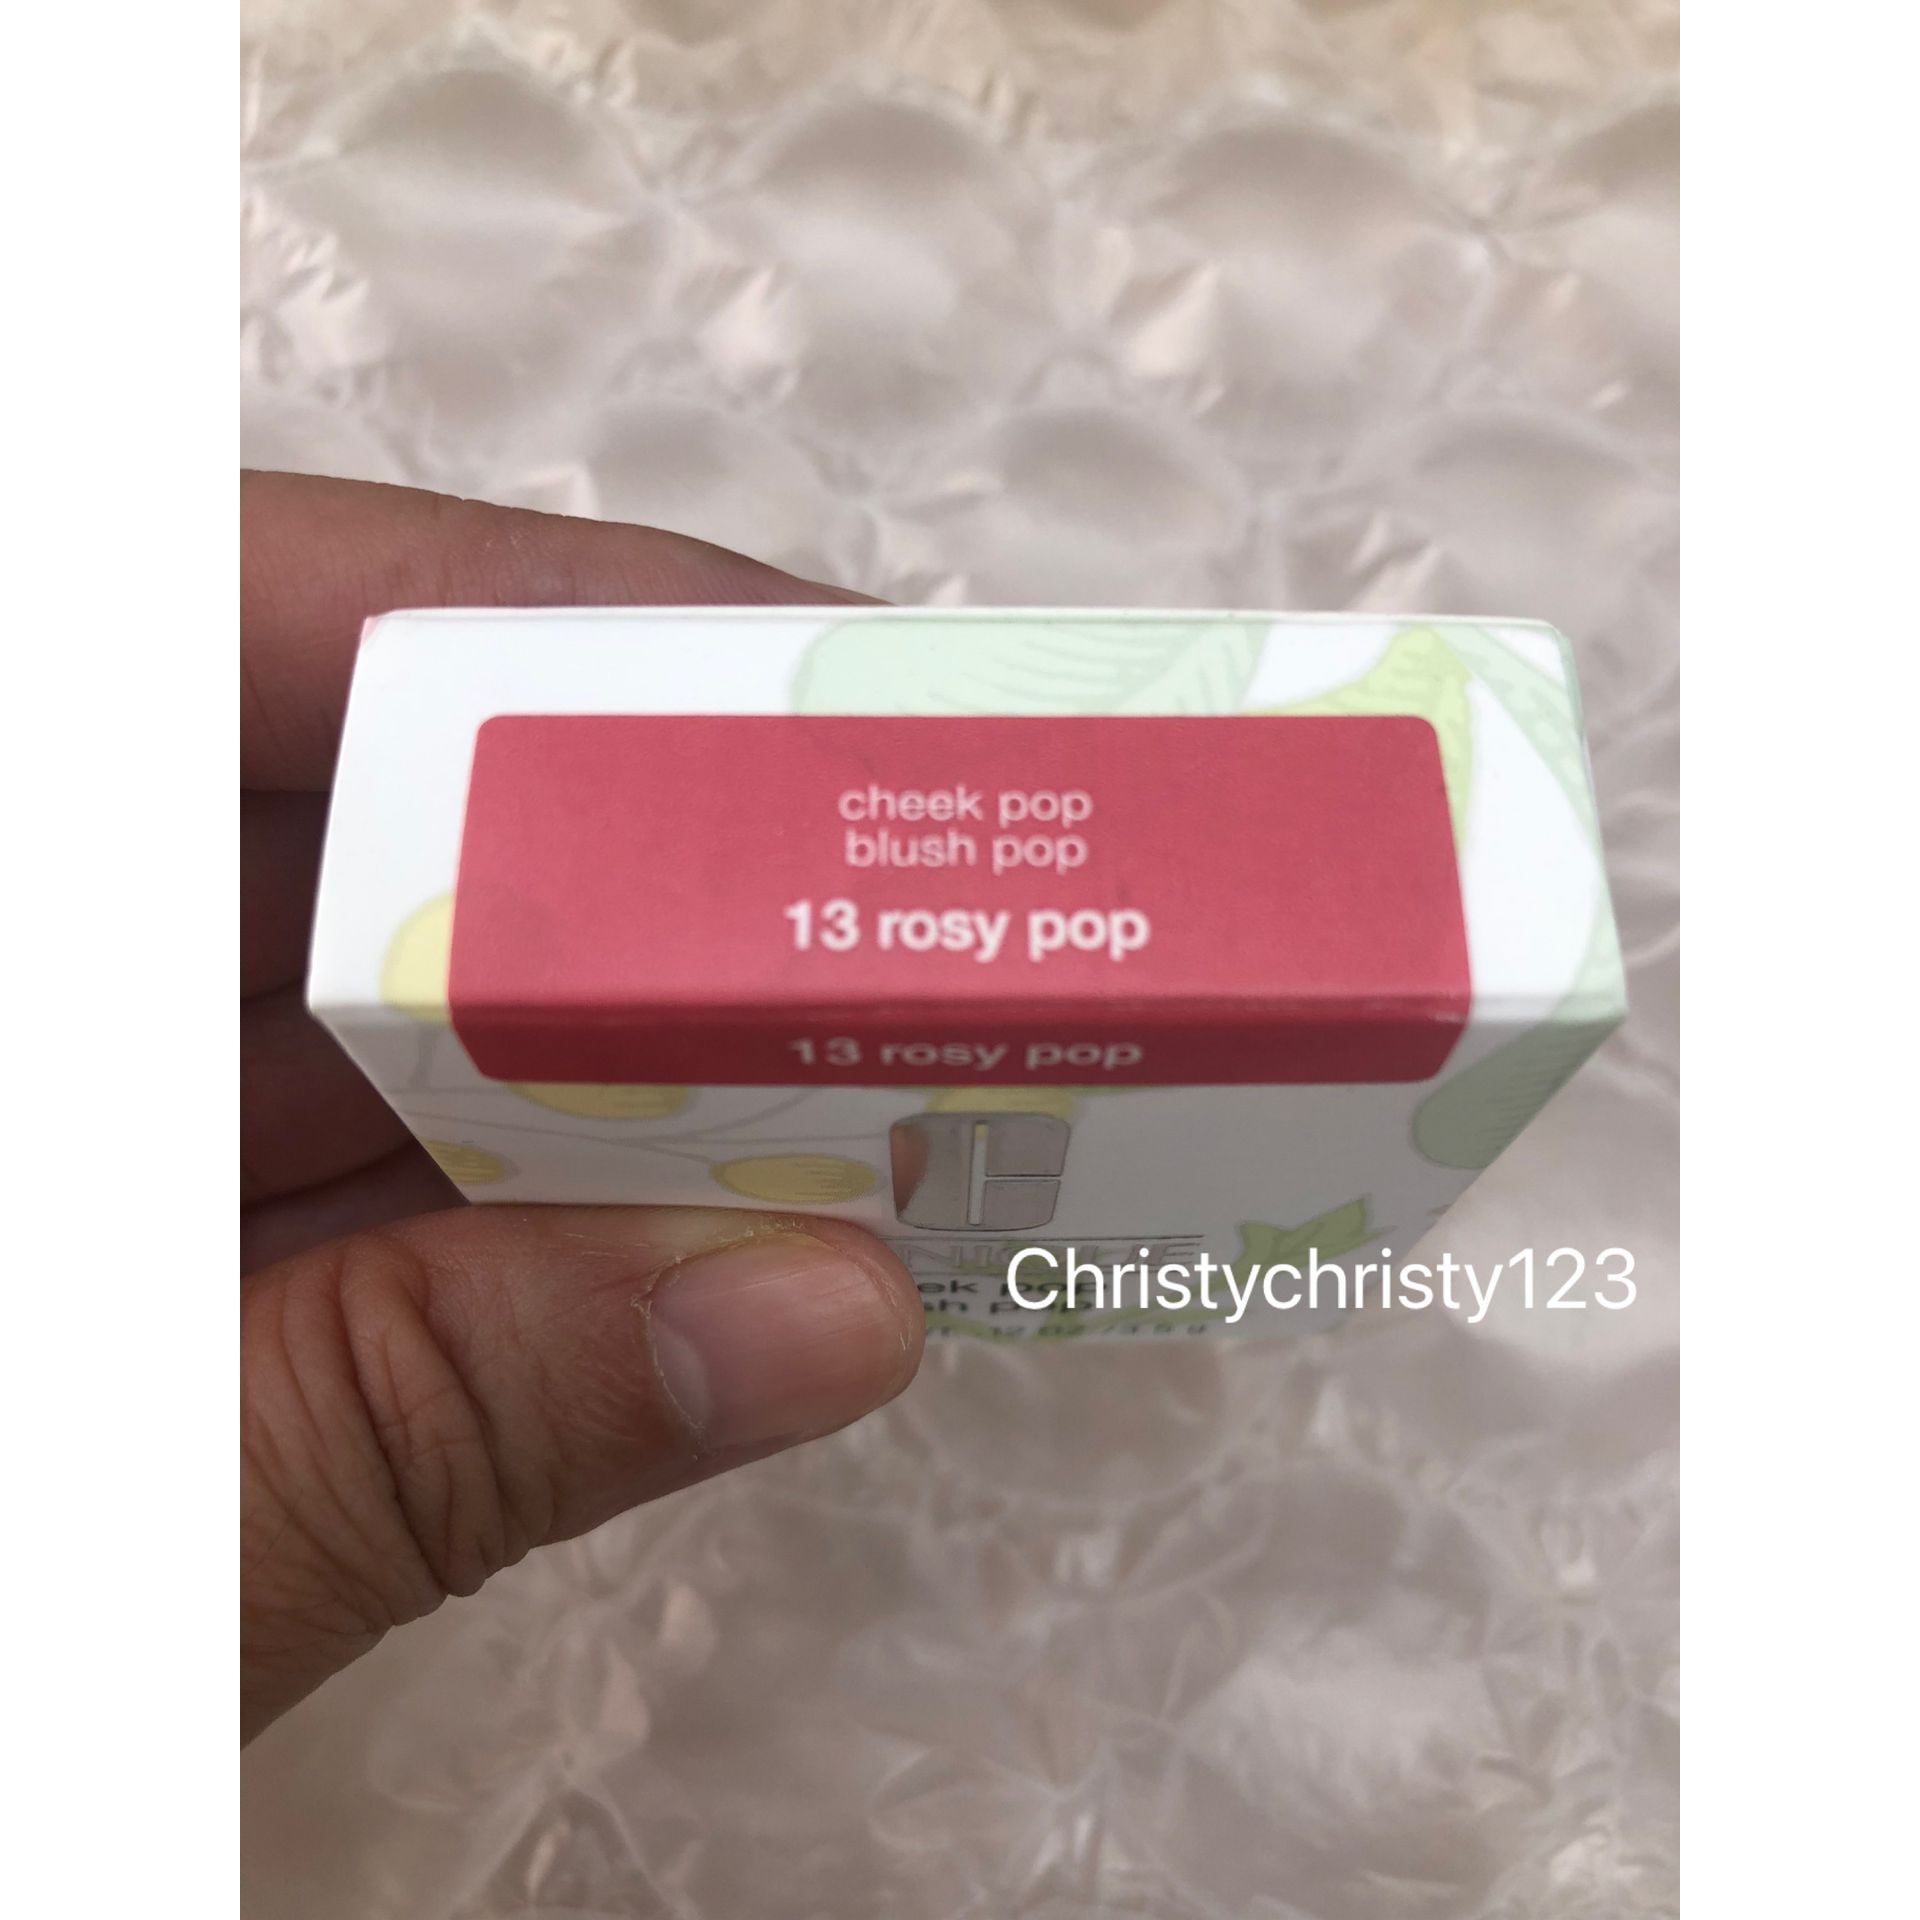 cheek pop
blush pop
13 rosy pop
13 rosy pop
Christychristy123